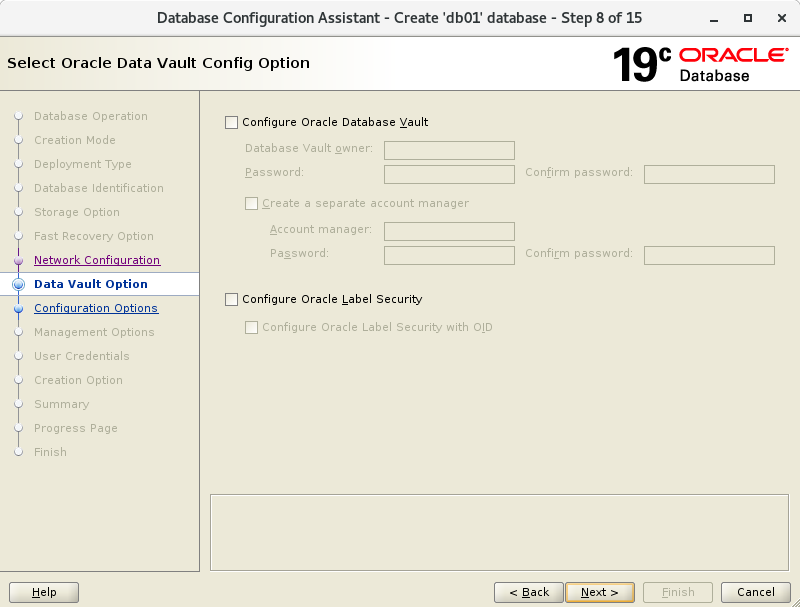 Database Configuration Assistant - Create 'db01' database - Step 8 of 15
Select Oracle Data Vault Config Option
19c ORACLE
Database
Database Operation
Creation Mode
Deployment Type
Database Identification
Storage Option
Fast Recovery Option
Network Configuration
Data Vault Option
Configuration Options
Management Options
User Credentials
Creation Option
Summary
Progress Page
Finish
Configure Oracle Database Vault
Database Vault owner:
Password: Confirm password:
Create a separate account manager
Account manager:
Password: Confirm password:
Configure Oracle Label Security
Configure Oracle Label Security with OID
Help < Back Next > Finish Cancel